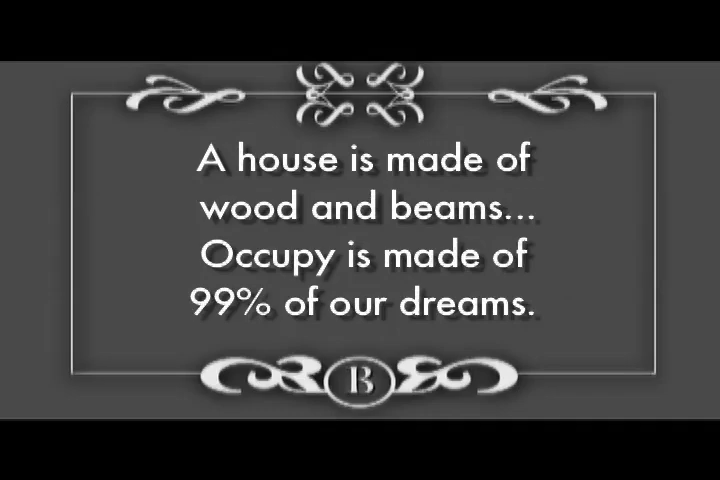 A house is made of
wood and beams...
Occupy is made of
99% of our dreams.
B